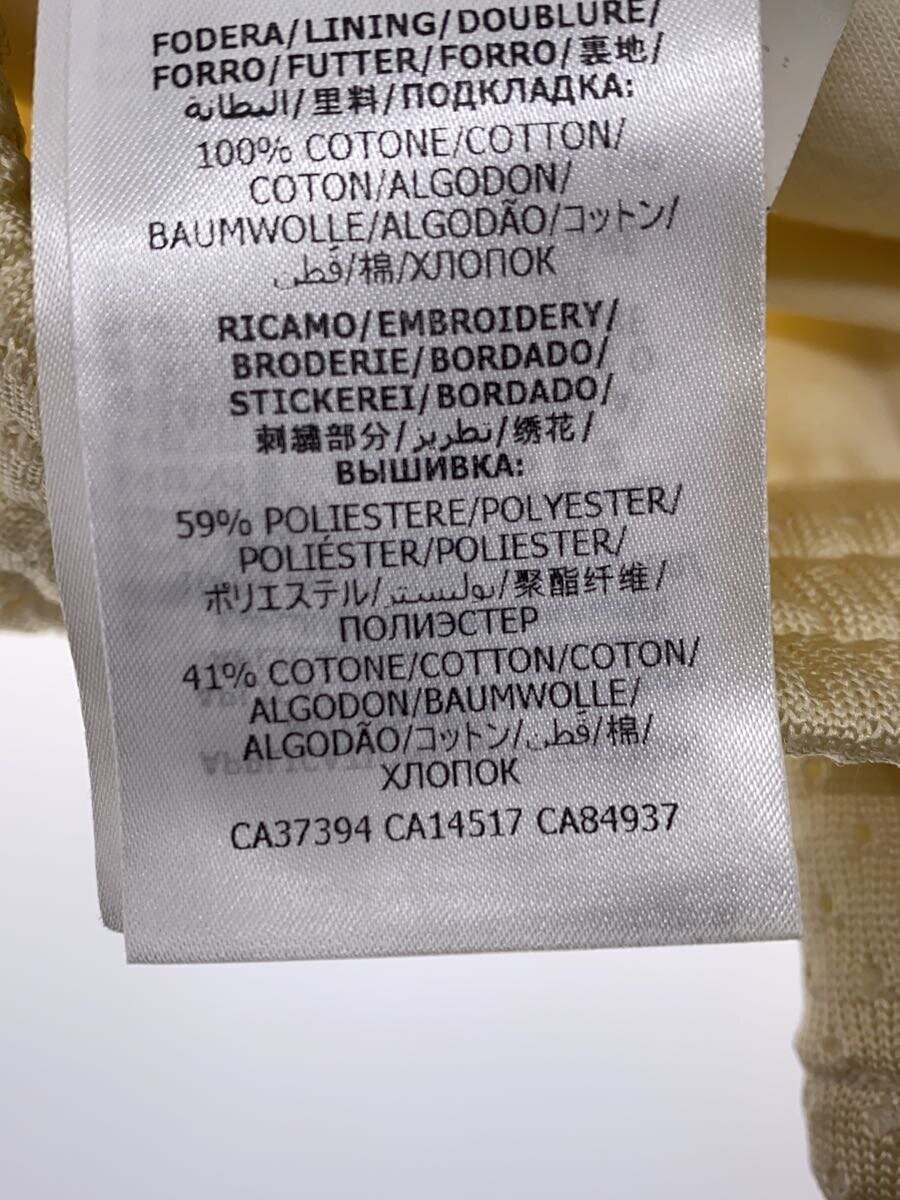 FODERA/LINING/DOUBLURE/
FORRO/FUTTER/FORRO/裏地/
البطانة/里料/ПОДКЛАДКА:
100% COTONE/COTTON/
COTON/ALGODON/
BAUMWOLLE/ALGODÃO/コットン/
قطن/棉/ХЛОПОК
RICAMO/EMBROIDERY/
BRODERIE/BORDADO/
STICKEREI/BORDADO/
刺繍部分/تطريز/绣花/
ВЫШИВКА:
59% POLIESTERE/POLYESTER/
POLIÉSTER/POLIESTER/
ポリエステル/بوليستر/聚酯纤维/
ПОЛИЭСТЕР
41% COTONE/COTTON/COTON/
ALGODON/BAUMWOLLE/
ALGODÃO/コットン/قطن/棉/
ХЛОПОК
CA37394 CA14517 CA84937